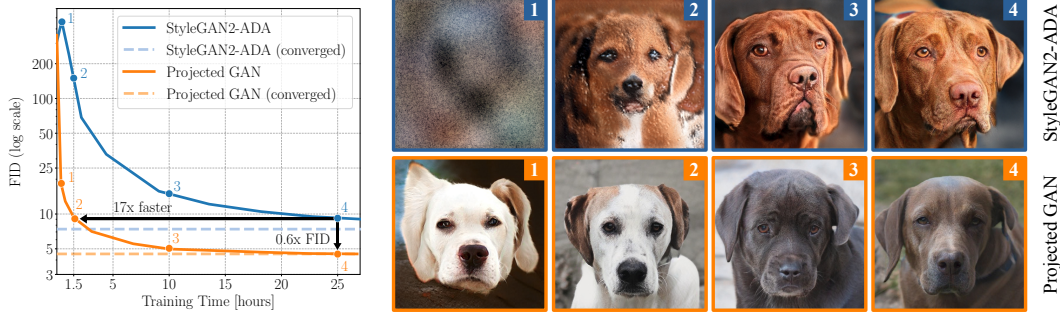 StyleGAN2-ADA
StyleGAN2-ADA (converged)
Projected GAN
Projected GAN (converged)
FID (log scale)
200
100
50
25
10
5
3
1
2
3
4
1
2
3
4
17x faster
0.6x FID
1.5
5
10
15
20
25
Training Time [hours]
1
2
3
4
StyleGAN2-ADA
1
2
3
4
Projected GAN